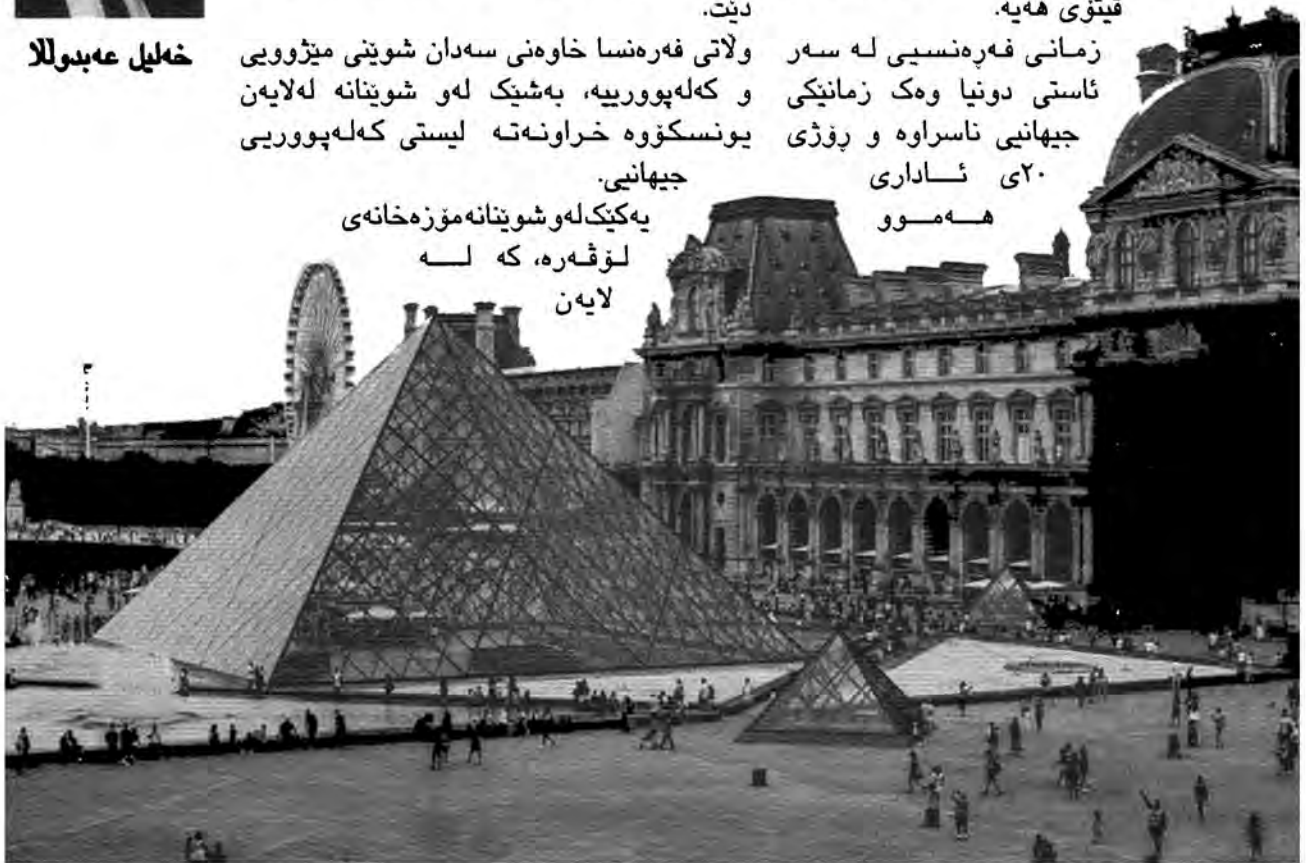 ڤیتۆی هەیە.
زمانی فەرەنسیی لە سەر
ئاستی دونیا وەک زمانێکی
جیهانیی ناسراوە و ڕۆژی
٢٠ی ئاداری
هەموو
دێت.
وڵاتی فەرەنسا خاوەنی سەدان شوێنی مێژوویی
و کەلەپوورییە، بەشێک لەو شوێنانە لەلایەن
یونسکۆوە خراونەتە لیستی کەلەپووریی
جیهانیی.
یەکێک لەو شوێنانە مۆزەخانەی
لۆڤەرە، کە لە
لایەن
خەلیل عەبدوڵلا